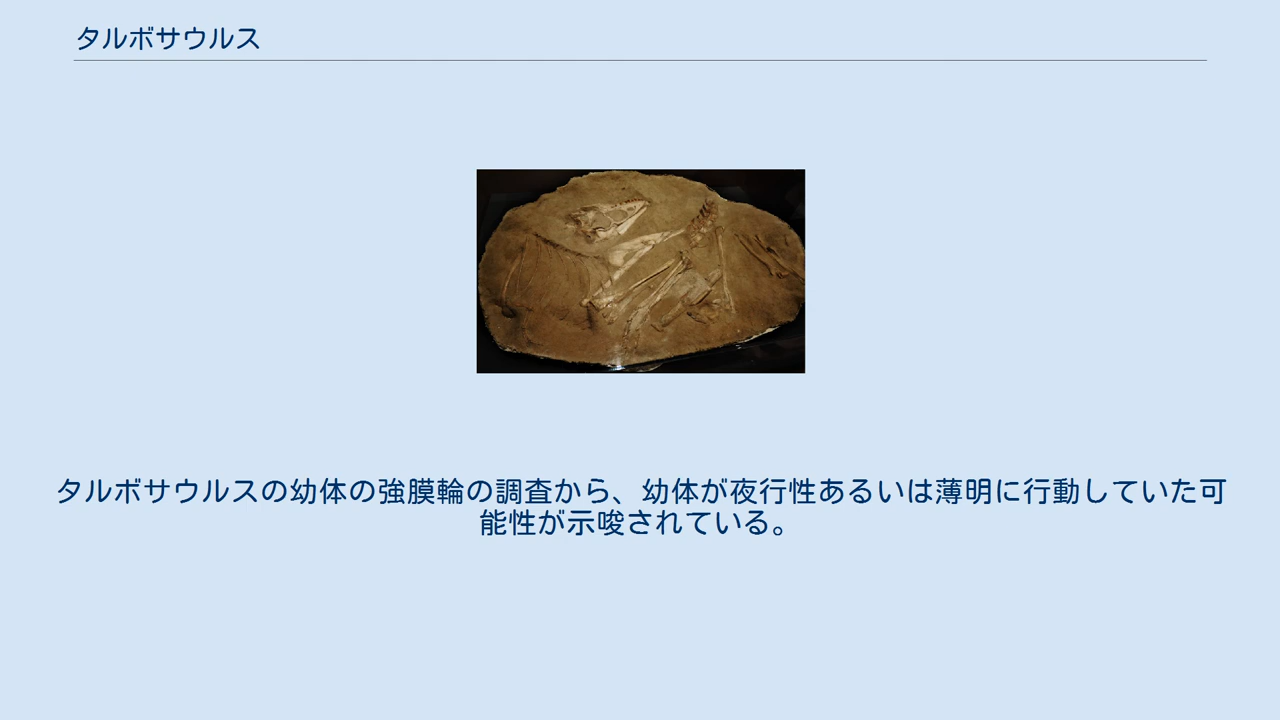 タルボサウルス
タルボサウルスの幼体の強膜輪の調査から、幼体が夜行性あるいは薄明に行動していた可
能性が示唆されている。